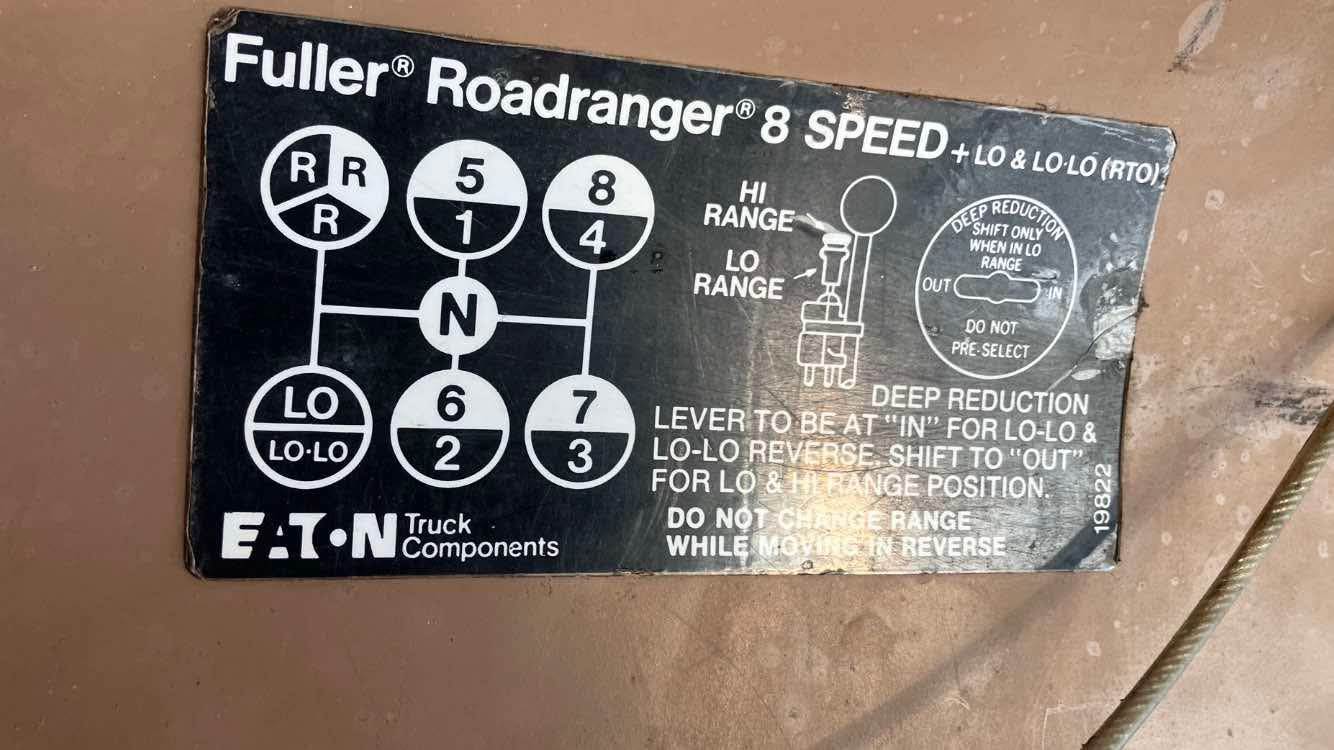 Fuller® Roadranger® 8 SPEED + LO & LO·LO (RTO)
R R
R
5
1
8
4
N
LO
LO·LO
6
2
7
3
HI
RANGE
LO
RANGE
DEEP REDUCTION
SHIFT ONLY
WHEN IN LO
RANGE
OUT IN
DO NOT
PRE-SELECT
DEEP REDUCTION
LEVER TO BE AT "IN" FOR LO-LO &
LO-LO REVERSE. SHIFT TO "OUT"
FOR LO & HI RANGE POSITION.
DO NOT CHANGE RANGE
WHILE MOVING IN REVERSE
19822
EATON Truck
Components